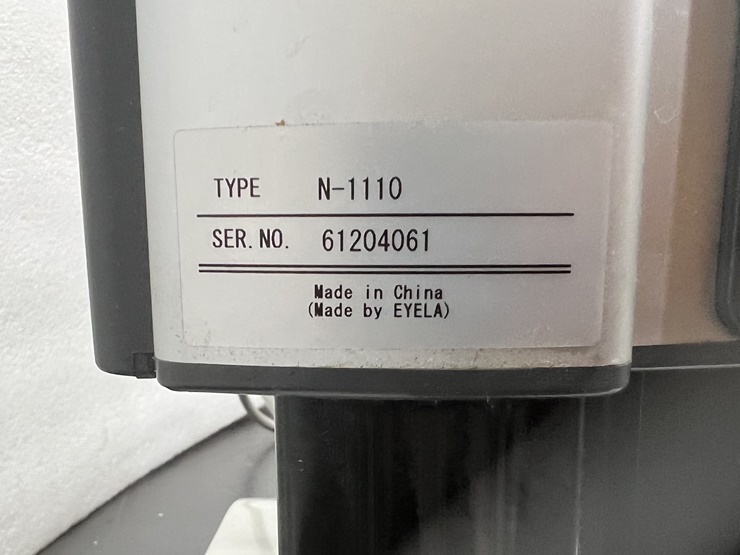 TYPE N-1110
SER. NO. 61204061
Made in China
(Made by EYELA)